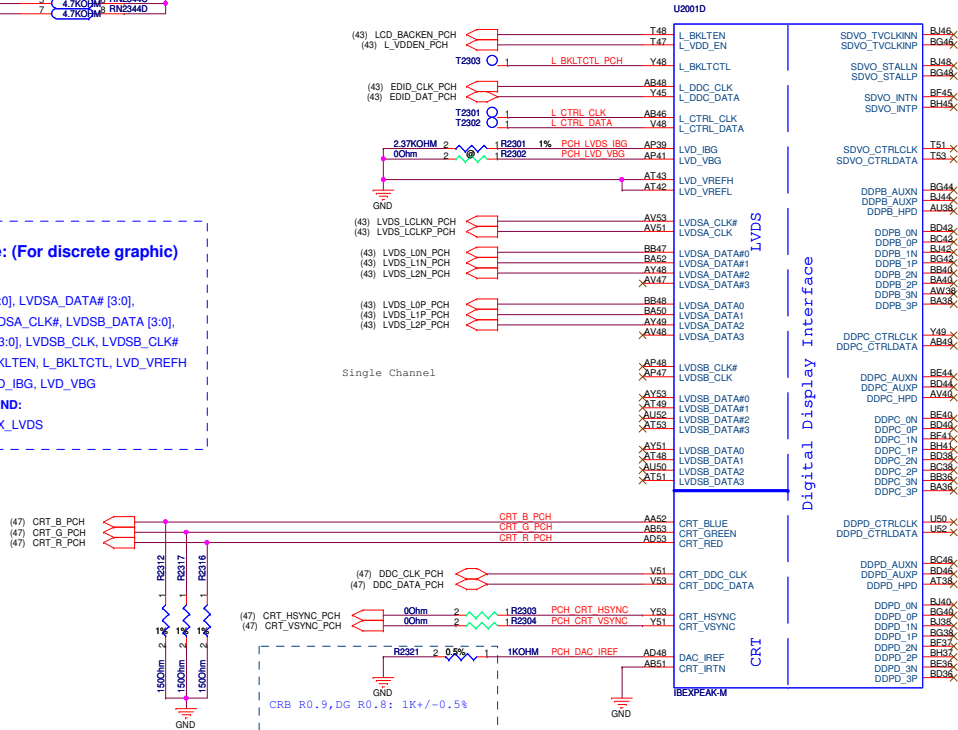 4.7KOHM
7 4.7KOHM 8 RN2344D
U2001D
(43) LCD_BACKEN_PCH T48 L_BKLTEN
(43) L_VDDEN_PCH T47 L_VDD_EN
T2303 1 L_BKLTCTL_PCH Y48 L_BKLTCTL
(43) EDID_CLK_PCH AB48 L_DDC_CLK
(43) EDID_DAT_PCH Y45 L_DDC_DATA
T2301 1 L_CTRL_CLK AB46 L_CTRL_CLK
T2302 1 L_CTRL_DATA V48 L_CTRL_DATA
2.37KOHM 2 1 R2301 1% PCH_LVDS_IBG AP39 LVD_IBG
0Ohm 2 @ 1 R2302 PCH_LVD_VBG AP41 LVD_VBG
AT43 LVD_VREFH
AT42 LVD_VREFL
GND
(43) LVDS_LCLKN_PCH AV53 LVDSA_CLK#
(43) LVDS_LCLKP_PCH AV51 LVDSA_CLK
(43) LVDS_L0N_PCH BB47 LVDSA_DATA#0
(43) LVDS_L1N_PCH BA52 LVDSA_DATA#1
(43) LVDS_L2N_PCH AY48 LVDSA_DATA#2
AV47 LVDSA_DATA#3
(43) LVDS_L0P_PCH BB48 LVDSA_DATA0
(43) LVDS_L1P_PCH BA50 LVDSA_DATA1
(43) LVDS_L2P_PCH AY49 LVDSA_DATA2
AV48 LVDSA_DATA3
Single Channel
AP48 LVDSB_CLK#
AP47 LVDSB_CLK
AY53 LVDSB_DATA#0
AT49 LVDSB_DATA#1
AU52 LVDSB_DATA#2
AT53 LVDSB_DATA#3
AY51 LVDSB_DATA0
AT48 LVDSB_DATA1
AU50 LVDSB_DATA2
AT51 LVDSB_DATA3
LVDS
e: (For discrete graphic)
:0], LVDSA_DATA# [3:0],
DSA_CLK#, LVDSB_DATA [3:0],
3:0], LVDSB_CLK, LVDSB_CLK#
KLTEN, L_BKLTCTL, LVD_VREFH
D_IBG, LVD_VBG
ND:
X_LVDS
(47) CRT_B_PCH CRT_B_PCH AA52 CRT_BLUE
(47) CRT_G_PCH CRT_G_PCH AB53 CRT_GREEN
(47) CRT_R_PCH CRT_R_PCH AD53 CRT_RED
R2312 R2317 R2316
1 1 1
1% 1% 1%
2 2 2
150Ohm 150Ohm 150Ohm
GND
(47) DDC_CLK_PCH V51 CRT_DDC_CLK
(47) DDC_DATA_PCH V53 CRT_DDC_DATA
(47) CRT_HSYNC_PCH 0Ohm 2 1 R2303 PCH_CRT_HSYNC Y53 CRT_HSYNC
(47) CRT_VSYNC_PCH 0Ohm 2 1 R2304 PCH_CRT_VSYNC Y51 CRT_VSYNC
R2321 2 0.5% 1 1KOHM PCH_DAC_IREF AD48 DAC_IREF
AB51 CRT_IRTN
GND
GND
CRB R0.9,DG R0.8: 1K+/-0.5%
CRT
IBEXPEAK-M
Digital Display Interface
SDVO_TVCLKINN BJ46
SDVO_TVCLKINP BG46
SDVO_STALLN BJ48
SDVO_STALLP BG48
SDVO_INTN BF45
SDVO_INTP BH45
SDVO_CTRLCLK T51
SDVO_CTRLDATA T53
DDPB_AUXN BG44
DDPB_AUXP BJ44
DDPB_HPD AU38
DDPB_0N BD42
DDPB_0P BC42
DDPB_1N BJ42
DDPB_1P BG42
DDPB_2N BB40
DDPB_2P BA40
DDPB_3N AW38
DDPB_3P BA38
DDPC_CTRLCLK Y49
DDPC_CTRLDATA AB49
DDPC_AUXN BE44
DDPC_AUXP BD44
DDPC_HPD AV40
DDPC_0N BE40
DDPC_0P BD40
DDPC_1N BF41
DDPC_1P BH41
DDPC_2N BD38
DDPC_2P BC38
DDPC_3N BB36
DDPC_3P BA36
DDPD_CTRLCLK U50
DDPD_CTRLDATA U52
DDPD_AUXN BC46
DDPD_AUXP BD46
DDPD_HPD AT38
DDPD_0N BJ40
DDPD_0P BG40
DDPD_1N BJ38
DDPD_1P BG38
DDPD_2N BF37
DDPD_2P BH37
DDPD_3N BE36
DDPD_3P BD36